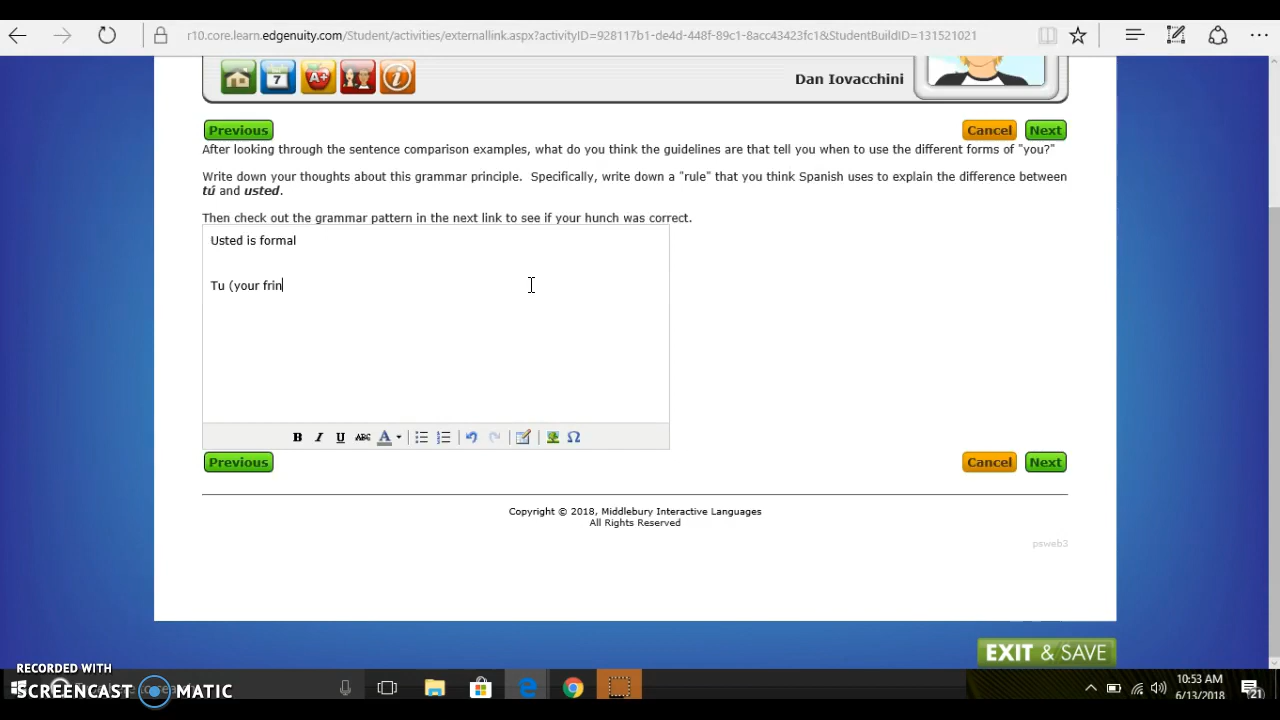 r10.core.learn.edgenuity.com/Student/activities/externallink.aspx?activityID=928117b1-de4d-448f-89c1-8acc43423fc1&StudentBuildID=131521021
7
A+
i
Dan Iovacchini
Previous
Cancel
Next
After looking through the sentence comparison examples, what do you think the guidelines are that tell you when to use the different forms of "you?"
Write down your thoughts about this grammar principle. Specifically, write down a "rule" that you think Spanish uses to explain the difference between
tú and usted.
Then check out the grammar pattern in the next link to see if your hunch was correct.
Usted is formal
Tu (your frin
B I U ABC A Ω
Previous
Cancel
Next
Copyright © 2018, Middlebury Interactive Languages
All Rights Reserved
psweb3
EXIT & SAVE
RECORDED WITH
SCREENCAST MATIC
10:53 AM
6/13/2018
21